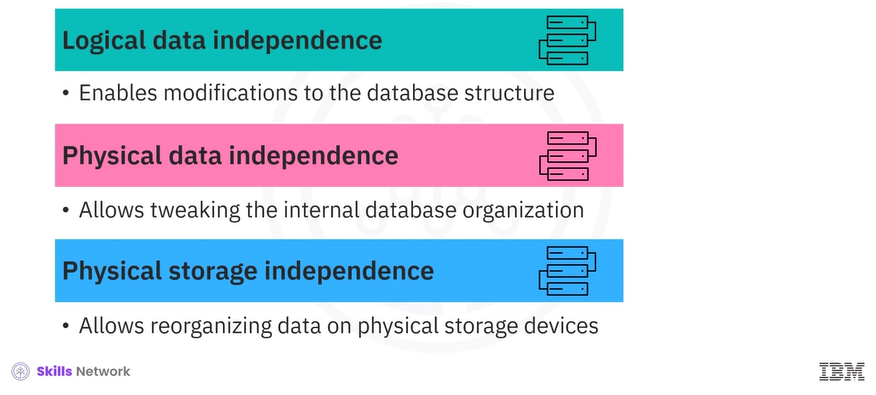 Logical data independence
• Enables modifications to the database structure
Physical data independence
• Allows tweaking the internal database organization
Physical storage independence
• Allows reorganizing data on physical storage devices
Skills Network
IBM